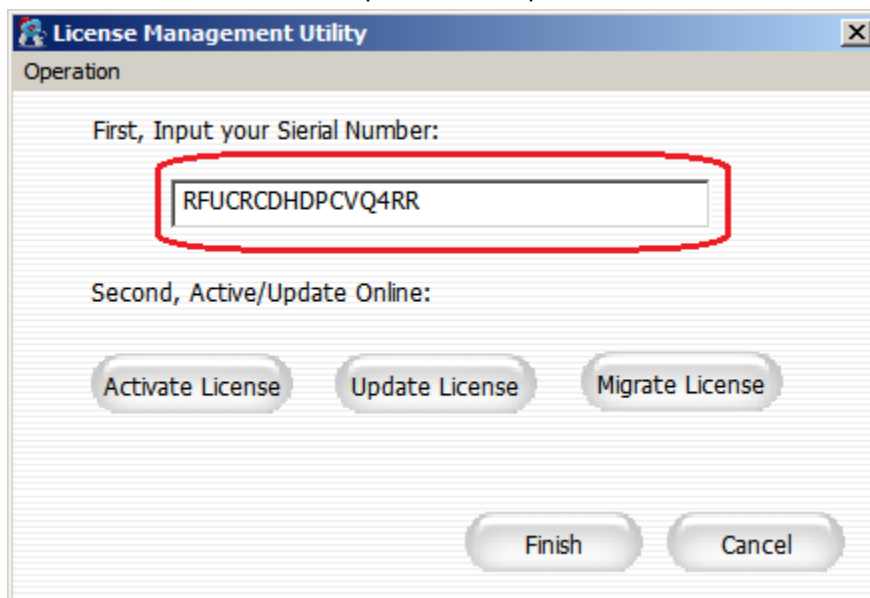 License Management Utility
Operation
First, Input your Sierial Number:
RFUCRCDHDPCVQ4RR
Second, Active/Update Online:
Activate License Update License Migrate License
Finish Cancel